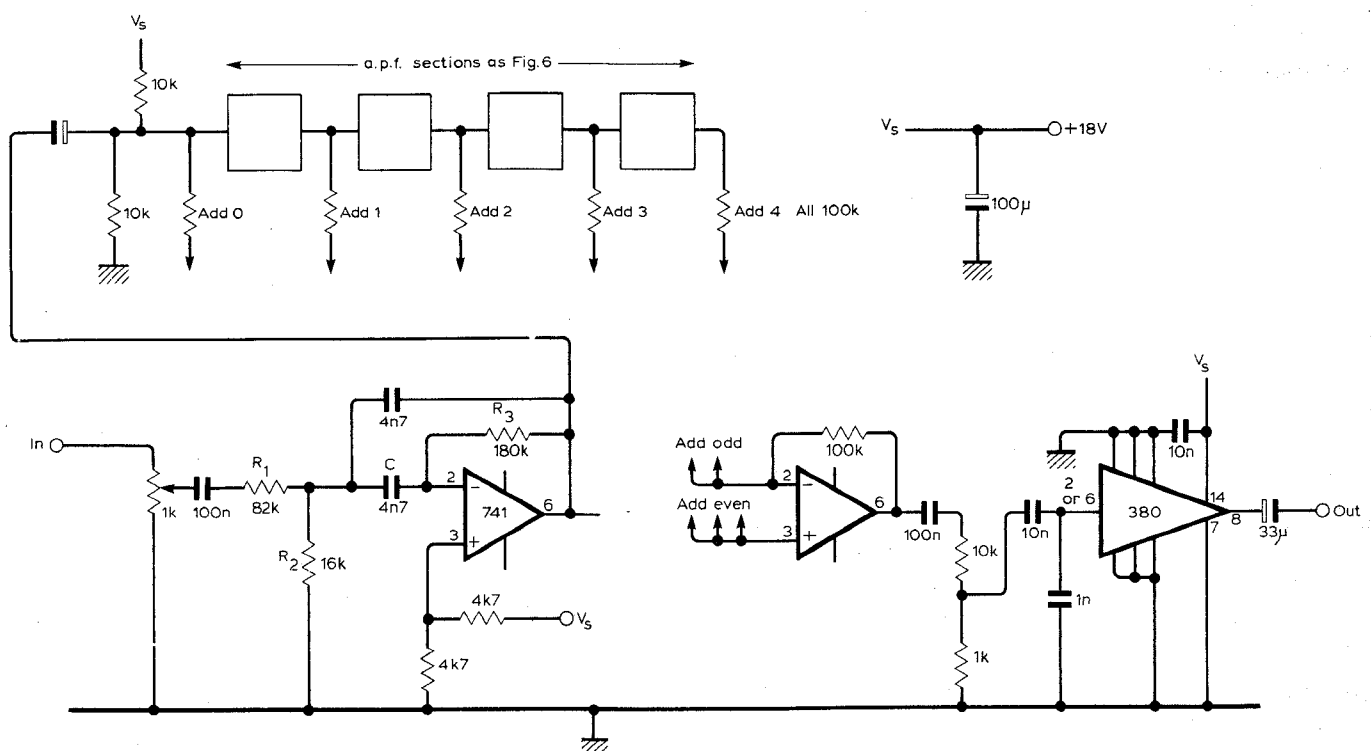 Vs
10k
a.p.f. sections as Fig.6
10k
Add 0
Add 1
Add 2
Add 3
Add 4 All 100k
Vs
+18V
100µ
In
1k
100n
R1
82k
R2
16k
4n7
C
4n7
R3
180k
2
−
741
3
+
6
4k7
Vs
4k7
Add odd
Add even
100k
2
−
3
+
6
100n
10k
1k
10n
1n
2
or 6
380
Vs
10n
14
7
8
33µ
Out